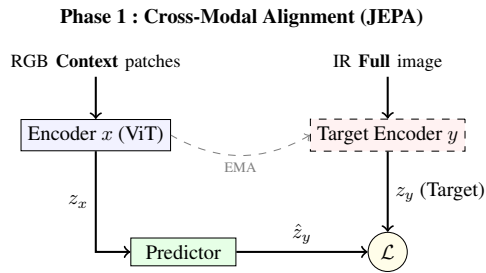 Phase 1 : Cross-Modal Alignment (JEPA)
RGB Context patches
IR Full image
Encoder x (ViT)
Target Encoder y
EMA
z_x
z_y (Target)
Predictor
ẑ_y
ℒ